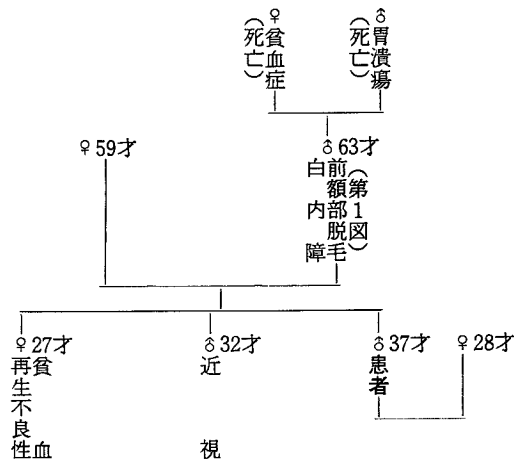 ♂胃潰瘍
(死亡)
♀貧血症
(死亡)
♂63才
(第1図)
前額部脱毛
白内障
♀59才
♀28才
♂37才
患者
♂32才
近視
♀27才
貧血
再生不良性